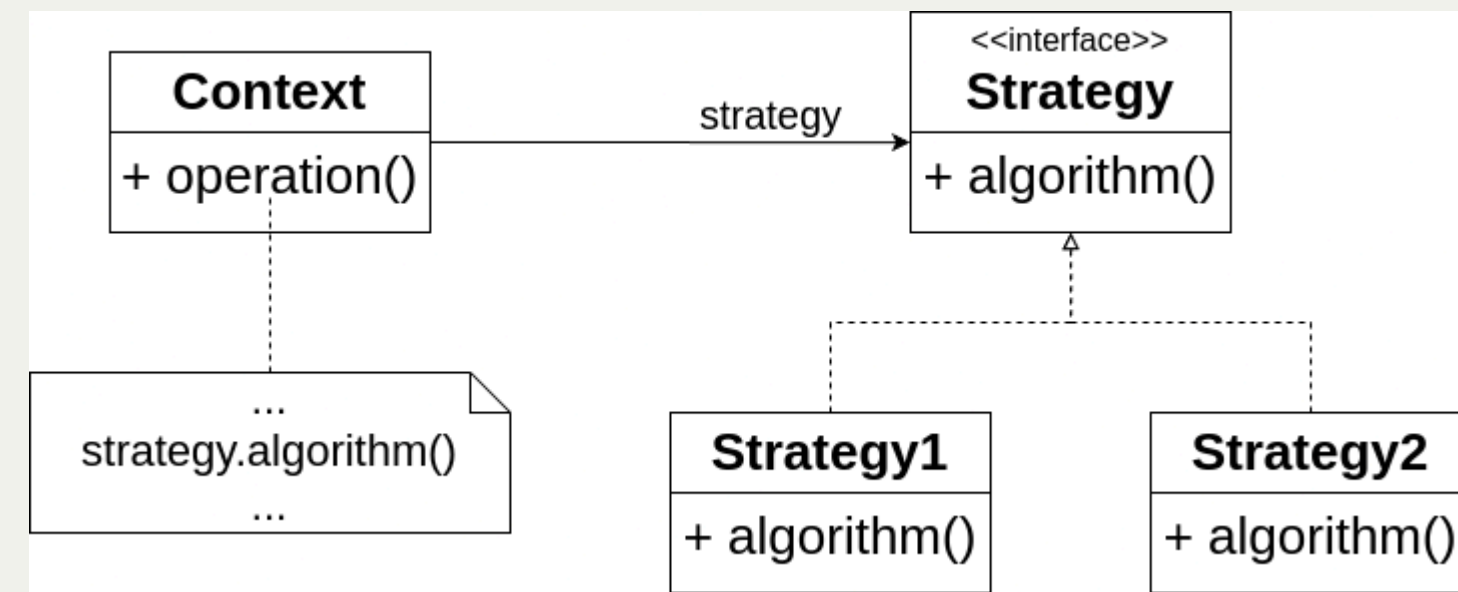 Context
+ operation()
strategy
<<interface>>
Strategy
+ algorithm()
...
strategy.algorithm()
...
Strategy1
+ algorithm()
Strategy2
+ algorithm()